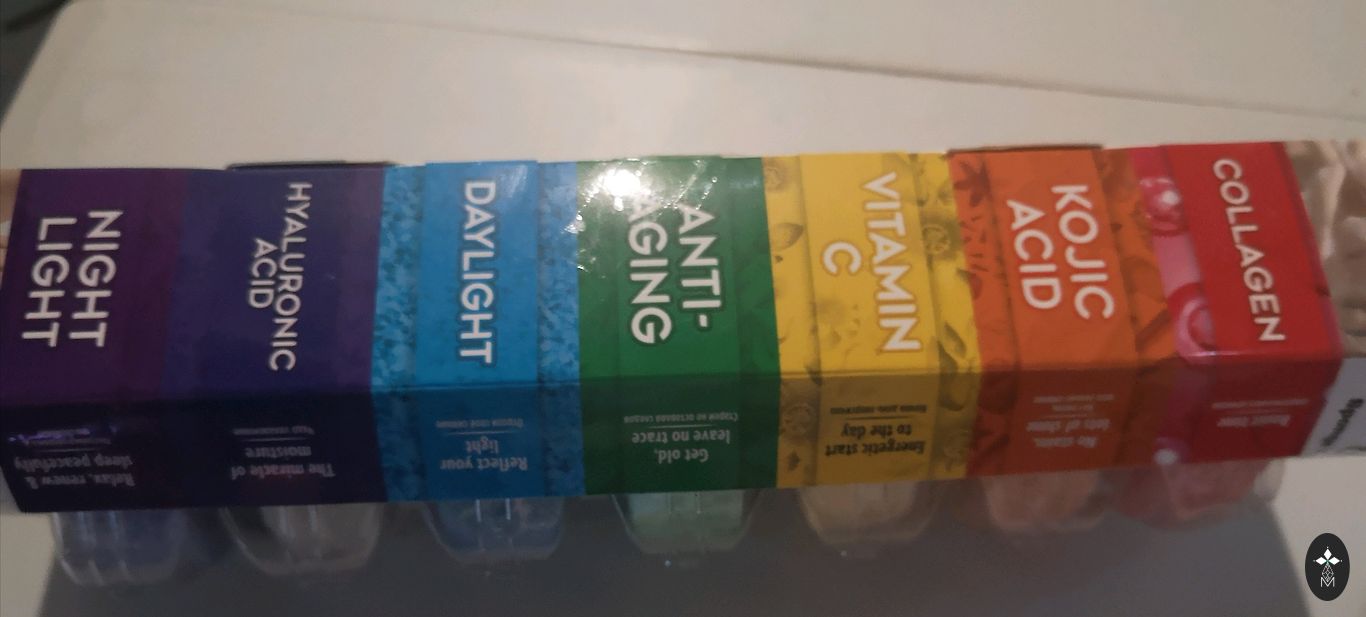 NIGHT
LIGHT
HYALURONIC
ACID
DAYLIGHT
ANTI-
AGING
VITAMIN
C
KOJIC
ACID
COLLAGEN
Relax, renew &
sleep peacefully
The miracle of
moisture
Reflect your
light
Get old,
leave no trace
Energetic start
to the day
No stain,
lots of shine
M